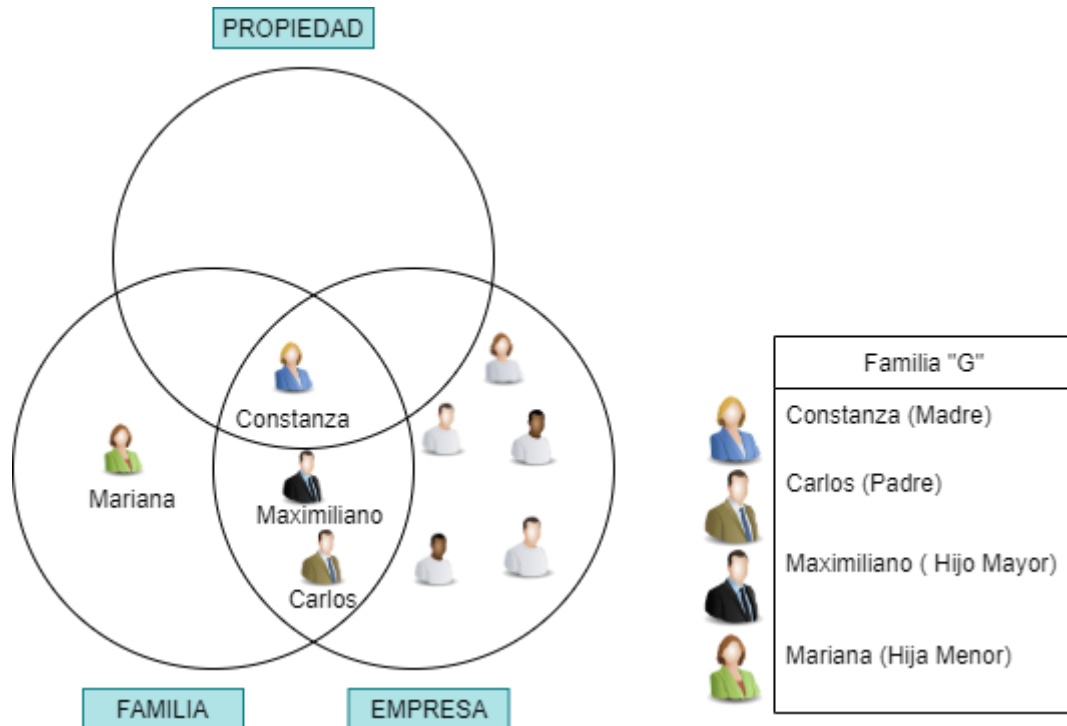 PROPIEDAD
Constanza
Mariana
Maximiliano
Carlos
FAMILIA
EMPRESA
Familia "G"
Constanza (Madre)
Carlos (Padre)
Maximiliano ( Hijo Mayor)
Mariana (Hija Menor)